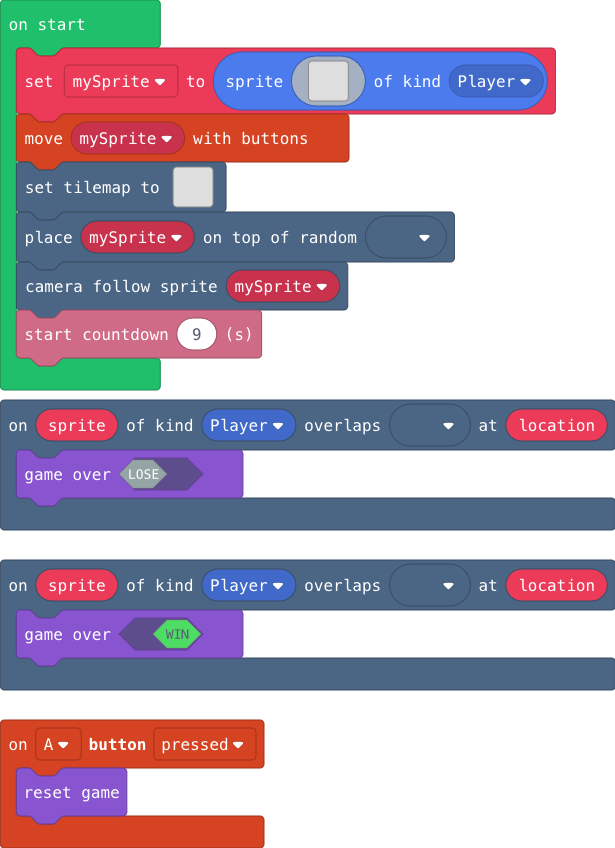 on start
set mySprite to sprite of kind Player
move mySprite with buttons
set tilemap to
place mySprite on top of random
camera follow sprite mySprite
start countdown 9 (s)
on sprite of kind Player overlaps at location
game over LOSE
on sprite of kind Player overlaps at location
game over WIN
on A button pressed
reset game